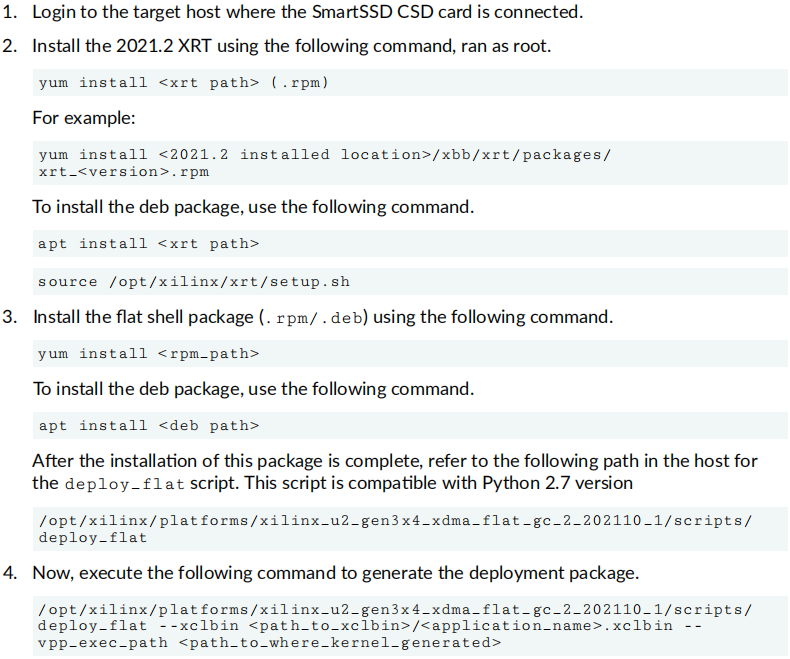 1. Login to the target host where the SmartSSD CSD card is connected.
2. Install the 2021.2 XRT using the following command, ran as root.
yum install <xrt path> (.rpm)
For example:
yum install <2021.2 installed location>/xbb/xrt/packages/
xrt_<version>.rpm
To install the deb package, use the following command.
apt install <xrt path>
source /opt/xilinx/xrt/setup.sh
3. Install the flat shell package (.rpm/.deb) using the following command.
yum install <rpm_path>
To install the deb package, use the following command.
apt install <deb path>
After the installation of this package is complete, refer to the following path in the host for
the deploy_flat script. This script is compatible with Python 2.7 version
/opt/xilinx/platforms/xilinx_u2_gen3x4_xdma_flat_gc_2_202110_1/scripts/
deploy_flat
4. Now, execute the following command to generate the deployment package.
/opt/xilinx/platforms/xilinx_u2_gen3x4_xdma_flat_gc_2_202110_1/scripts/
deploy_flat --xclbin <path_to_xclbin>/<application_name>.xclbin --
vpp_exec_path <path_to_where_kernel_generated>